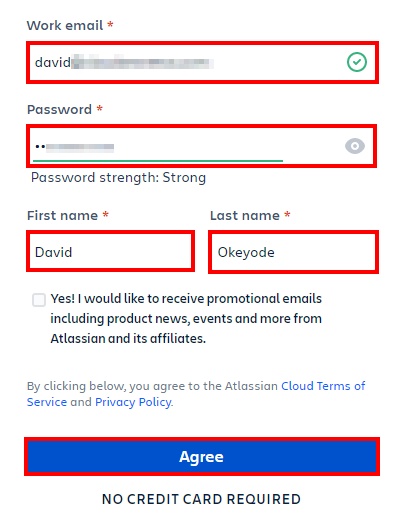 Work email *
david
Password *
Password strength: Strong
First name * Last name *
David Okeyode
Yes! I would like to receive promotional emails
including product news, events and more from
Atlassian and its affiliates.
By clicking below, you agree to the Atlassian Cloud Terms of
Service and Privacy Policy.
Agree
NO CREDIT CARD REQUIRED